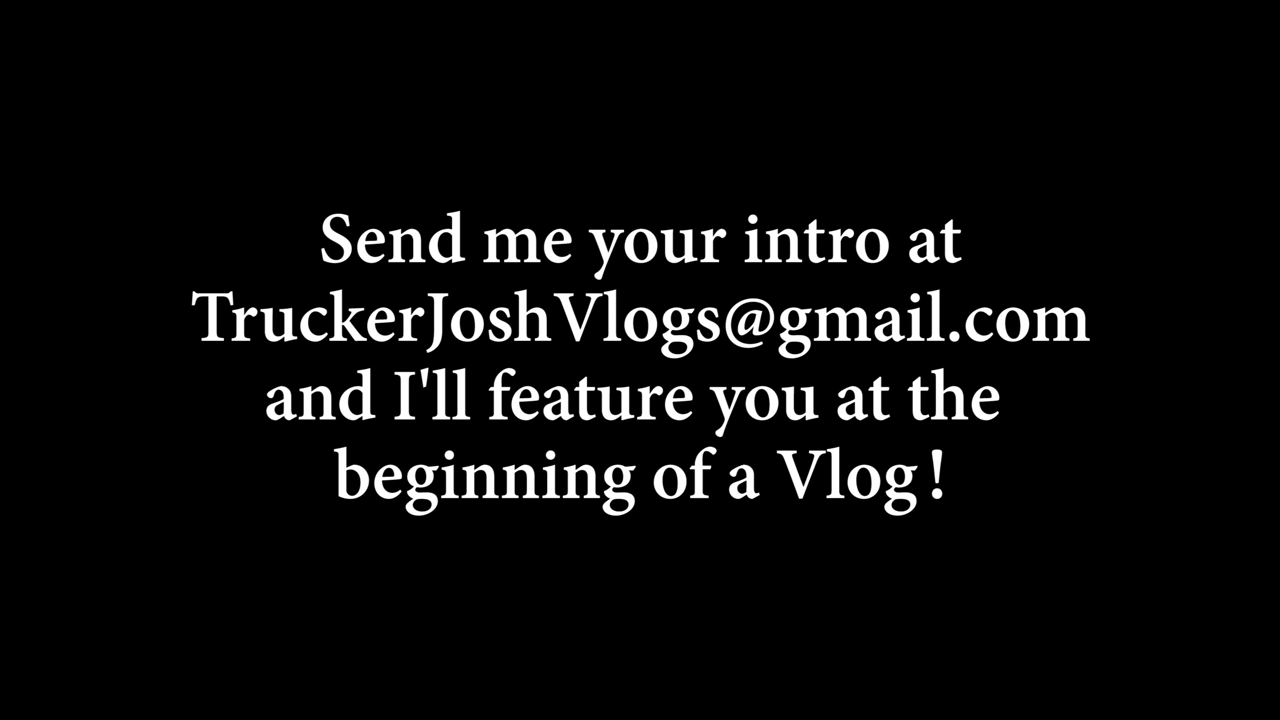 Send me your intro at
TruckerJoshVlogs@gmail.com
and I'll feature you at the
beginning of a Vlog!